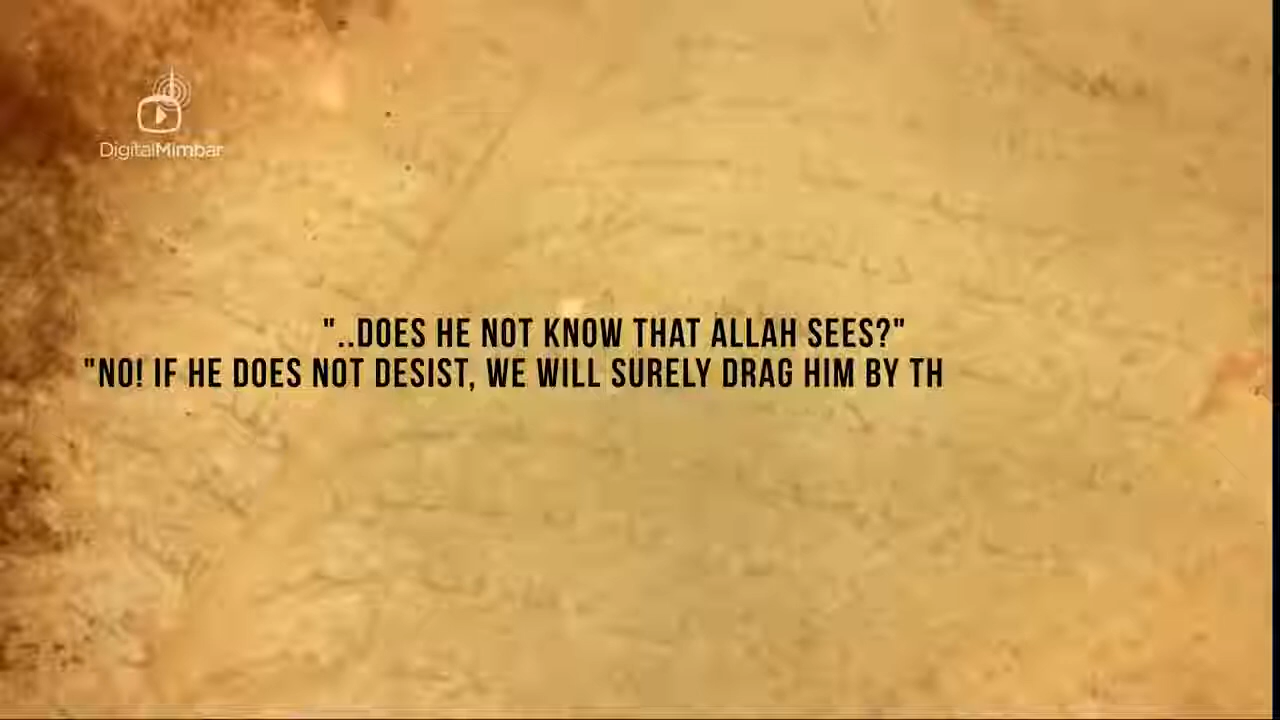 DigitalMimbar
"..DOES HE NOT KNOW THAT ALLAH SEES?"
"NO! IF HE DOES NOT DESIST, WE WILL SURELY DRAG HIM BY TH